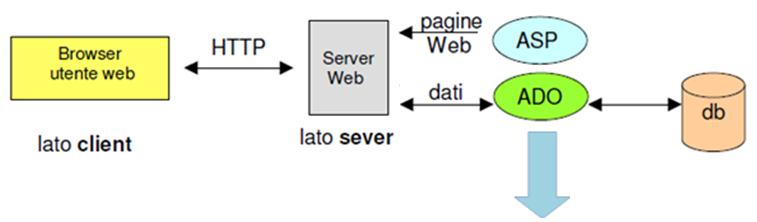 Browser
utente web
HTTP
Server
Web
pagine
Web
ASP
dati
ADO
db
lato client
lato sever